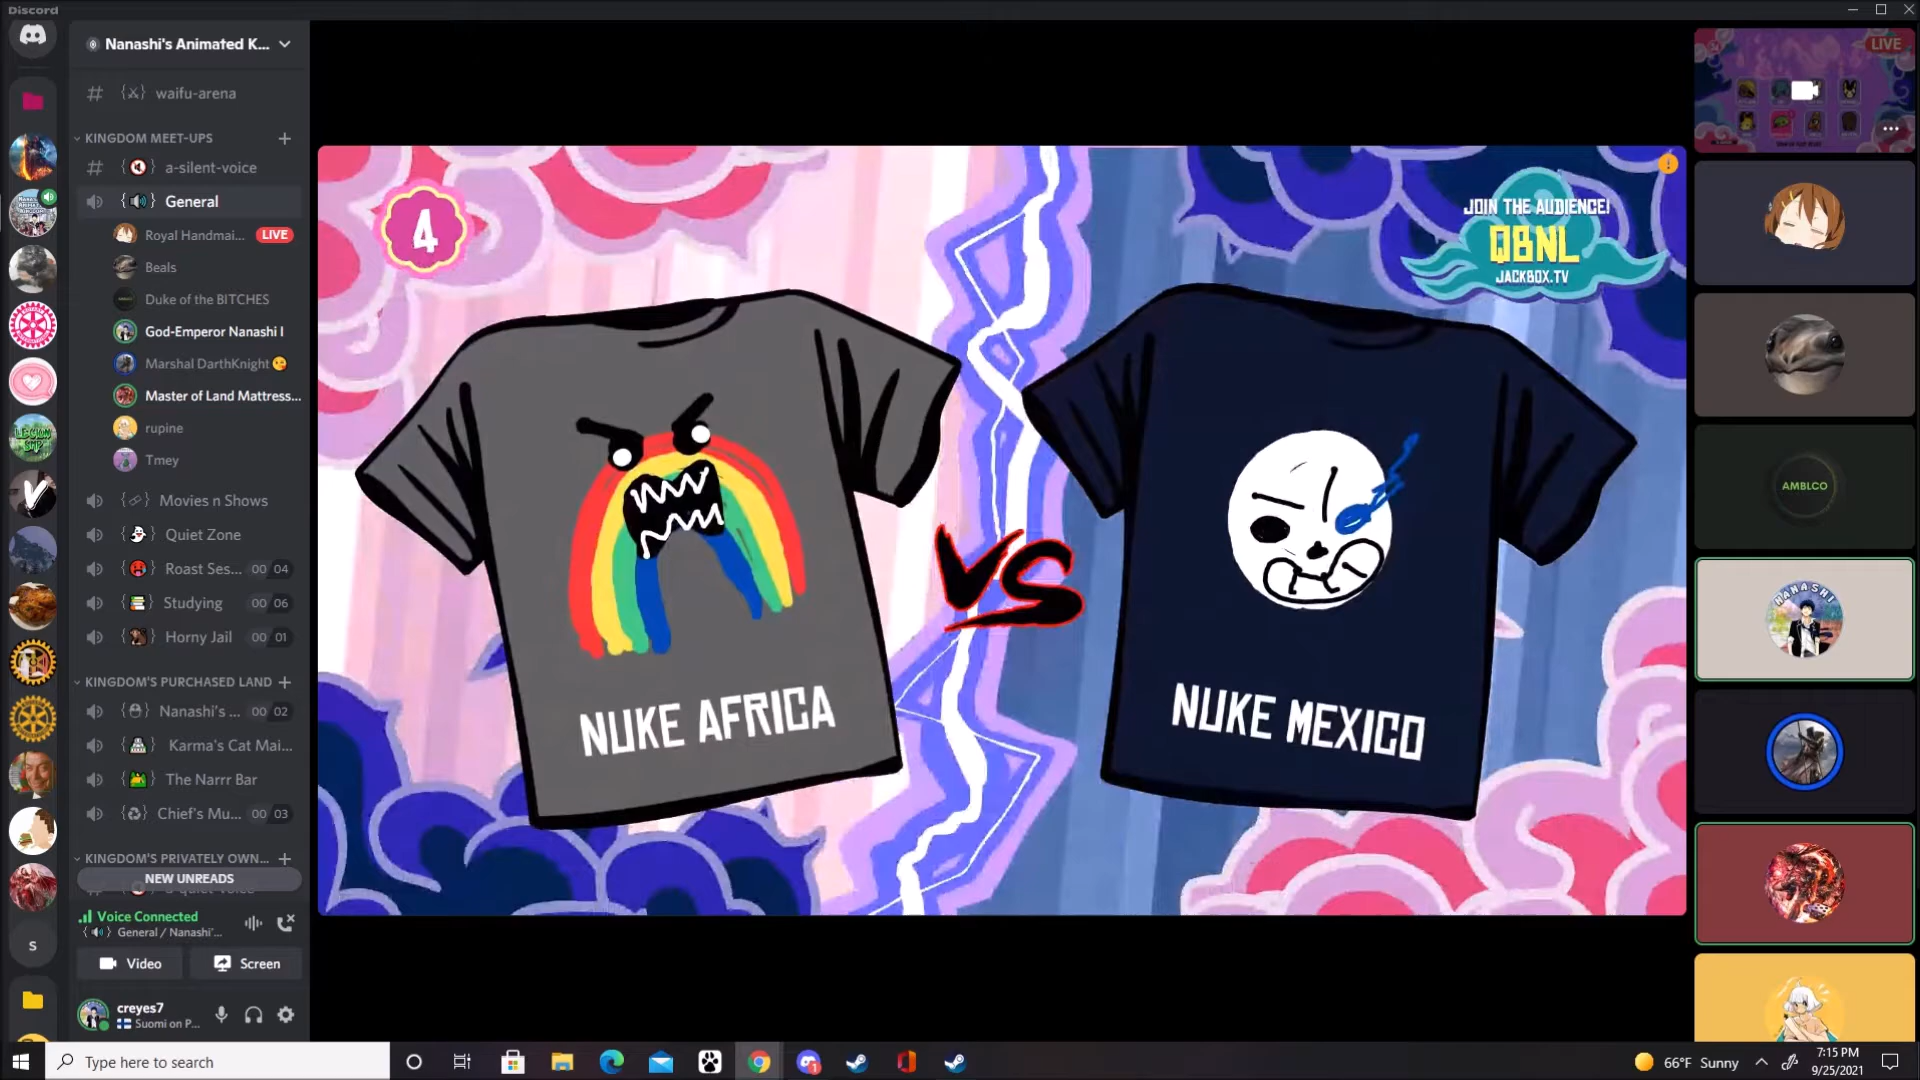 Discord
Nanashi's Animated K...
waifu-arena
KINGDOM MEET-UPS
a-silent-voice
General
Royal Handmai... LIVE
Beals
Duke of the BITCHES
God-Emperor Nanashi I
Marshal DarthKnight
Master of Land Mattress...
rupine
Tmey
Movies n Shows
Quiet Zone
Roast Ses... 00 04
Studying 00 06
Horny Jail 00 01
KINGDOM'S PURCHASED LAND
Nanashi's ... 00 02
Karma's Cat Mai...
The Narrr Bar
Chief's Mu... 00 03
KINGDOM'S PRIVATELY OWN...
NEW UNREADS
Voice Connected
General / Nanashi'...
Video Screen
creyes7
Suomi on P...
S
4
JOIN THE AUDIENCE!
QBNL
JACKBOX.TV
VS
NUKE AFRICA
NUKE MEXICO
LIVE
AMBLCO
NANASHI
Type here to search
1
66°F Sunny
7:15 PM
9/25/2021